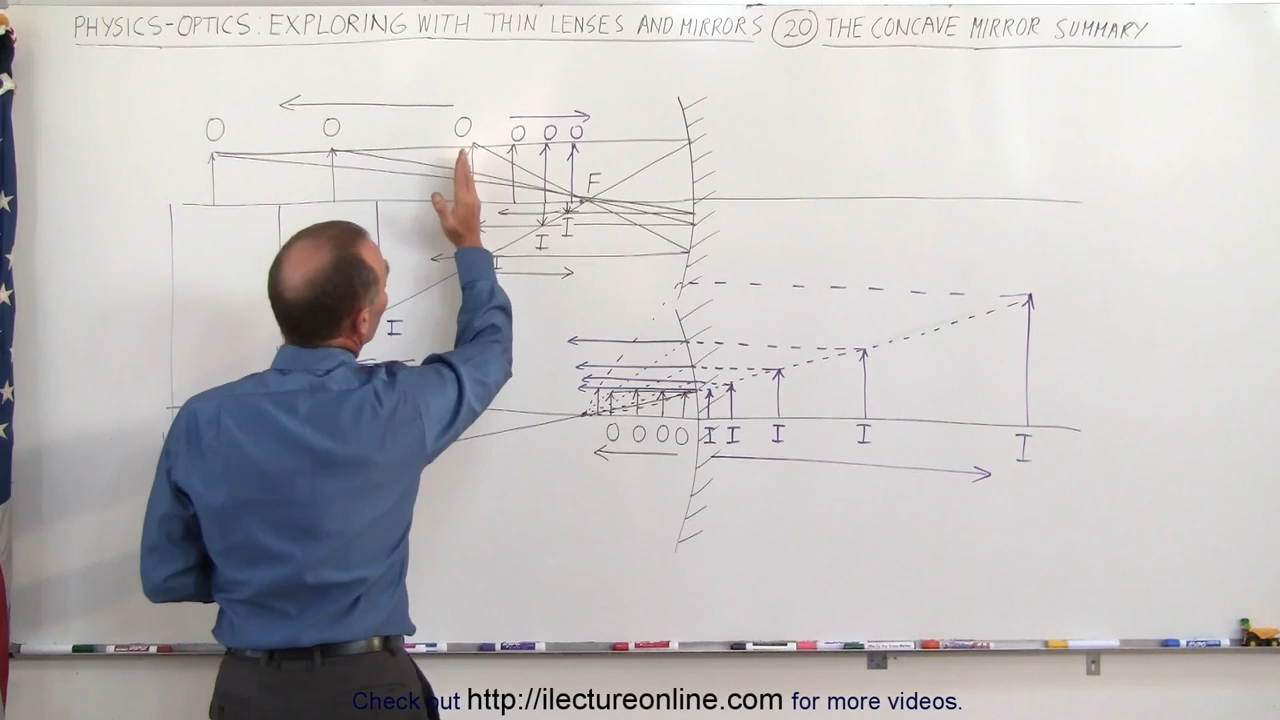 PHYSICS-OPTICS: EXPLORING WITH THIN LENSES AND MIRRORS 20 THE CONCAVE MIRROR SUMMARY
O O O O O O
F
I I
I
I
O O O O I I I I I
Check out http://ilectureonline.com for more videos.